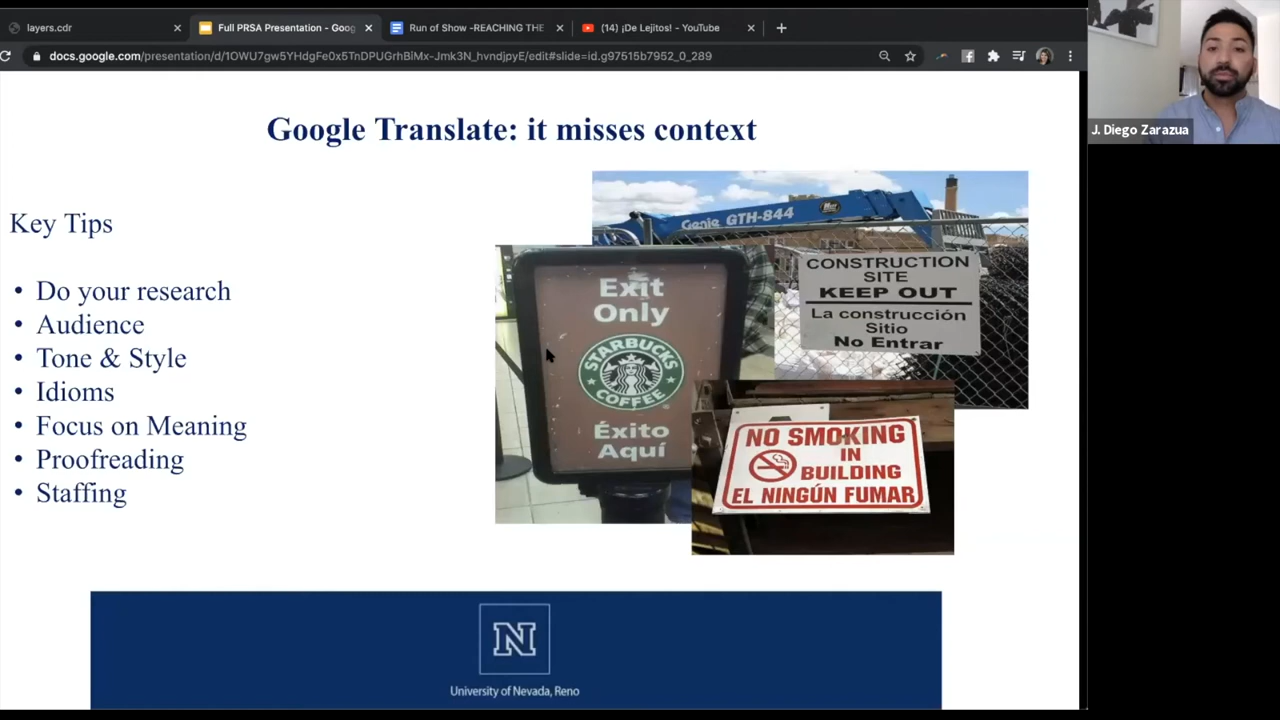 layers.cdr
Full PRSA Presentation - Goog
Run of Show -REACHING THE
(14) ¡De Lejitos! - YouTube
docs.google.com/presentation/d/1OWU7gw5YHdgFe0x5TnDPUGrhBiMx-Jmk3N_hvndjpyE/edit#slide=id.g97615b7952_0_289
J. Diego Zarazua
Google Translate: it misses context
Key Tips
• Do your research
• Audience
• Tone & Style
• Idioms
• Focus on Meaning
• Proofreading
• Staffing
Genie GTH-844
CONSTRUCTION
SITE
KEEP OUT
La construcción
Sitio
No Entrar
Exit
Only
STARBUCKS
COFFEE
Éxito
Aquí
NO SMOKING
IN
BUILDING
EL NINGÚN FUMAR
N
University of Nevada, Reno